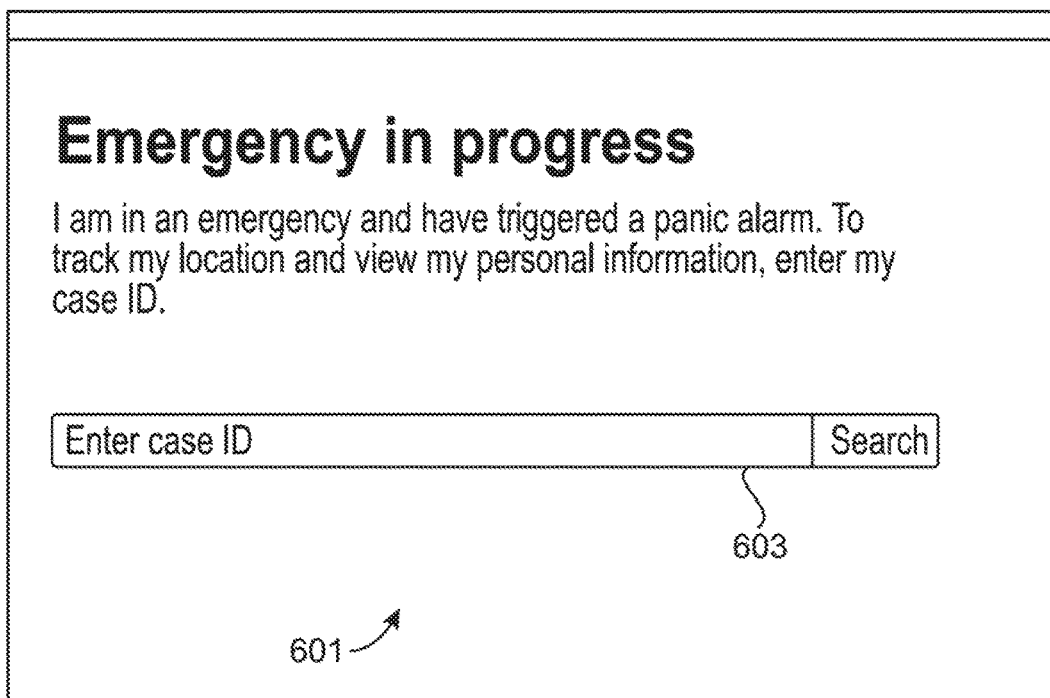 Emergency in progress
I am in an emergency and have triggered a panic alarm. To
track my location and view my personal information, enter my
case ID.
Enter case ID Search
603
601